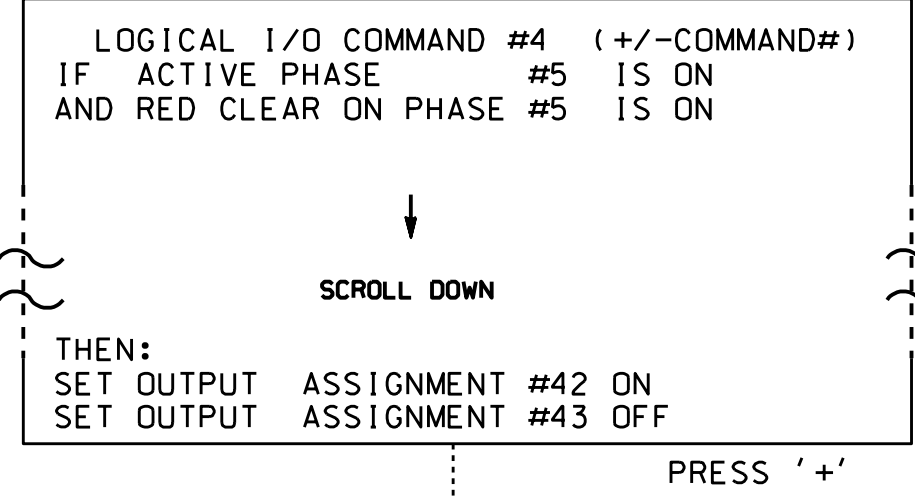 LOGICAL I/O COMMAND #4 (+/-COMMAND#)
IF ACTIVE PHASE #5 IS ON
AND RED CLEAR ON PHASE #5 IS ON
SCROLL DOWN
THEN:
SET OUTPUT ASSIGNMENT #42 ON
SET OUTPUT ASSIGNMENT #43 OFF
PRESS '+'